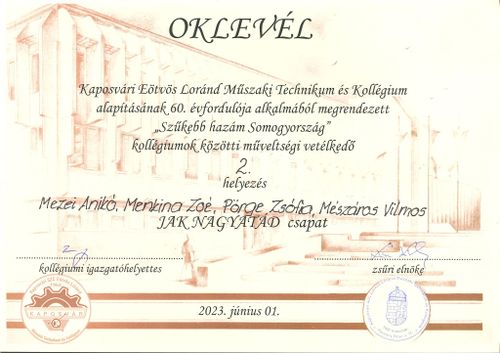 OKLEVÉL
Kaposvári Eötvös Loránd Műszaki Technikum és Kollégium
alapításának 60. évfordulója alkalmából megrendezett
„Szűkebb hazám Somogyország”
kollégiumok közötti műveltségi vetélkedő
2.
helyezés
Mezei Anikó, Menkina Zoé, Pörge Zsófia, Mészáros Vilmos
JAK NAGYATÁD csapat
kollégiumi igazgatóhelyettes
zsűri elnöke
KAPOSVÁR
2023. június 01.